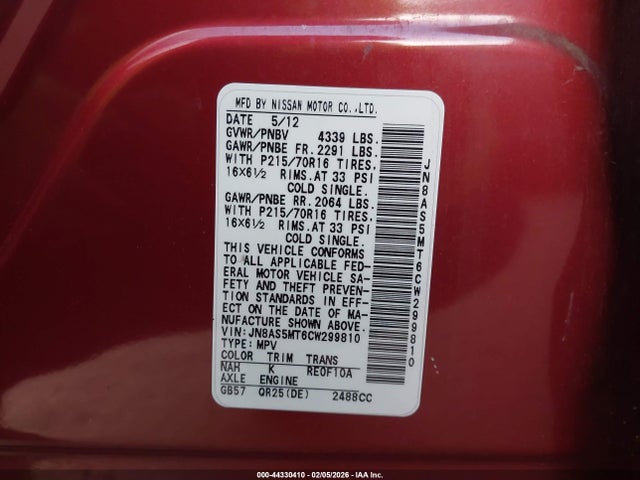 MFD BY NISSAN MOTOR CO.,LTD.
DATE 5/12
GVWR/PNBV 4339 LBS.
GAWR/PNBE FR. 2291 LBS.
WITH P215/70R16 TIRES.
16X6½ RIMS. AT 33 PSI
COLD SINGLE.
GAWR/PNBE RR. 2064 LBS.
WITH P215/70R16 TIRES.
16X6½ RIMS. AT 33 PSI
COLD SINGLE.
THIS VEHICLE CONFORMS
TO ALL APPLICABLE FED-
ERAL MOTOR VEHICLE SA-
FETY AND THEFT PREVEN-
TION STANDARDS IN EFF-
ECT ON THE DATE OF MA-
NUFACTURE SHOWN ABOVE.
VIN: JN8AS5MT6CW299810
TYPE: MPV
COLOR TRIM TRANS
NAH K RE0F10A
AXLE ENGINE
GB57 QR25(DE) 2488CC
JN8AS5MT6CW299810
000-44330410 - 02/05/2026 - IAA Inc.